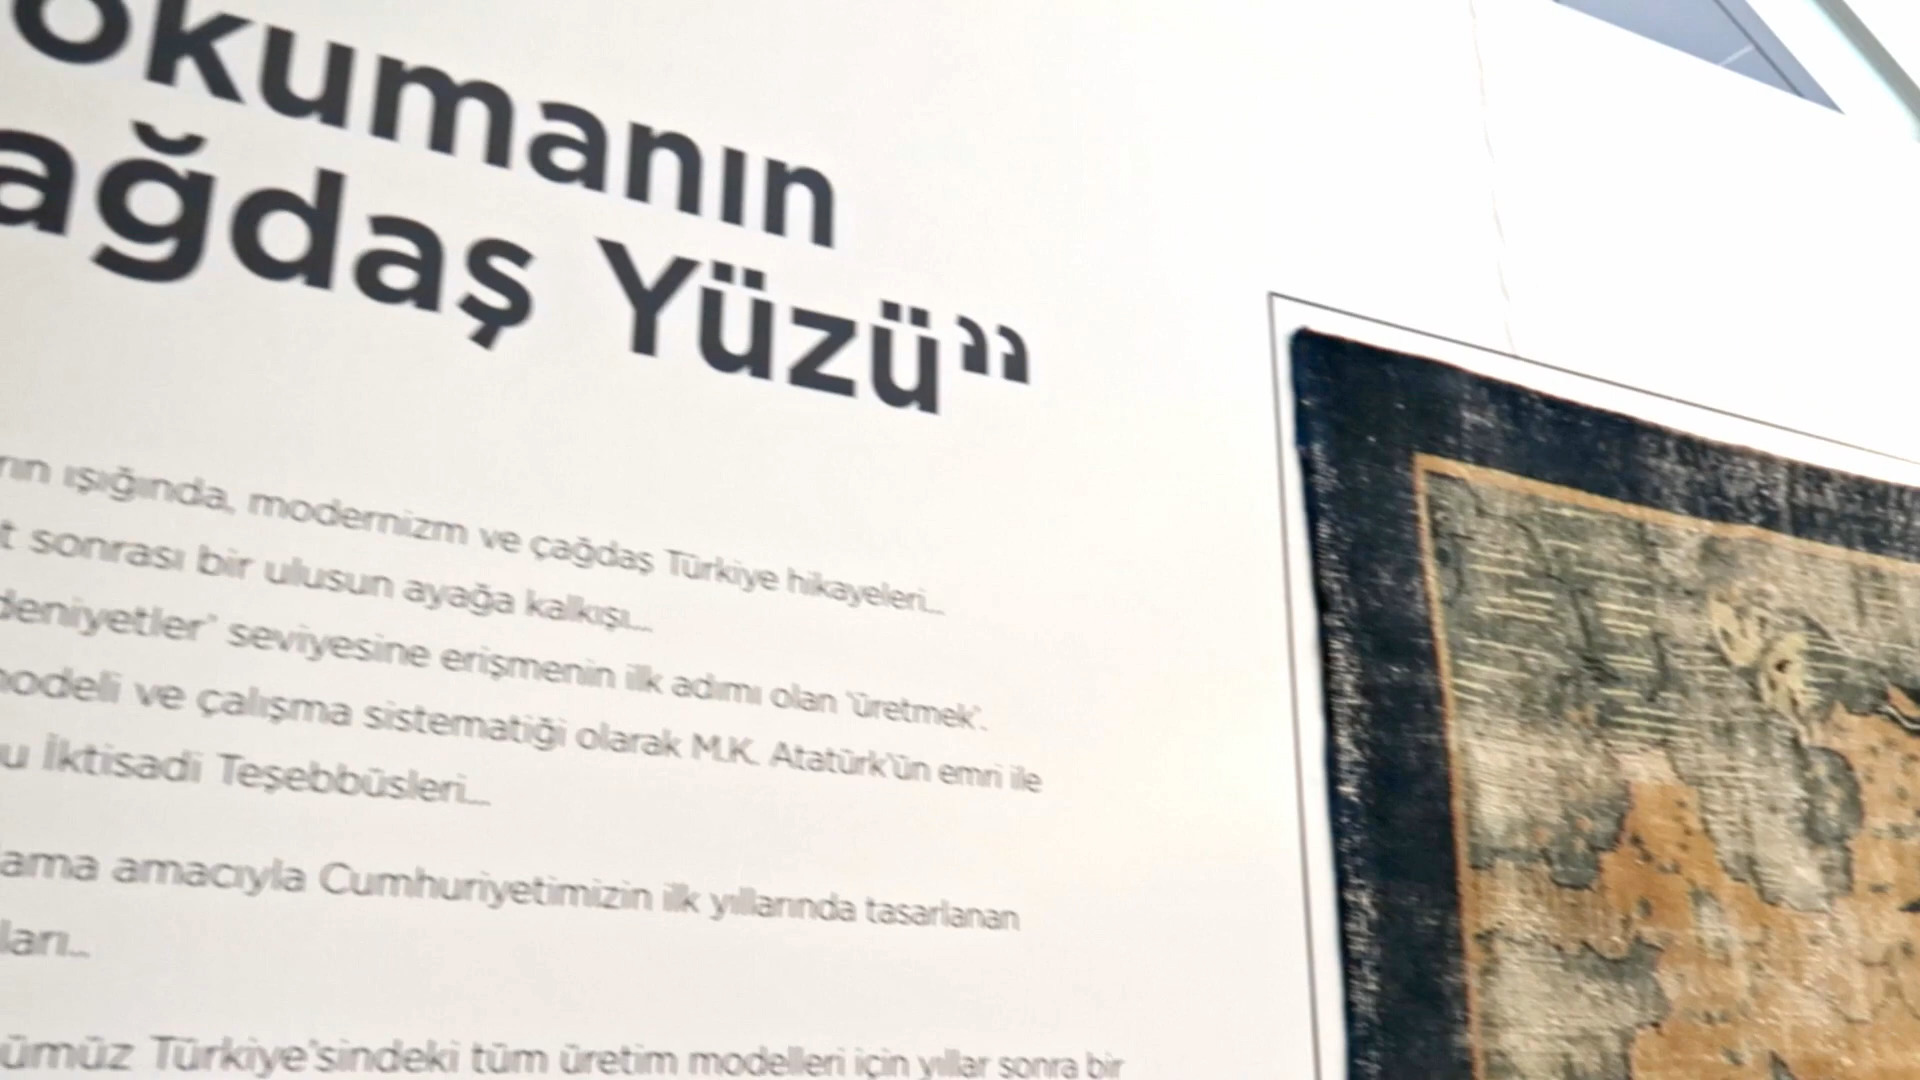 okumanın
ağdaş Yüzü"
ışığında, modernizm ve çağdaş Türkiye hikayeleri...
sonrası bir ulusun ayağa kalkışı...
deniyetler' seviyesine erişmenin ilk adımı olan 'üretmek'.
modeli ve çalışma sistematiği olarak M.K. Atatürk'ün emri ile
İktisadi Teşebbüsleri...
ama amacıyla Cumhuriyetimizin ilk yıllarında tasarlanan
ları...
ümüz Türkiye'sindeki tüm üretim modelleri için yıllar sonra bir